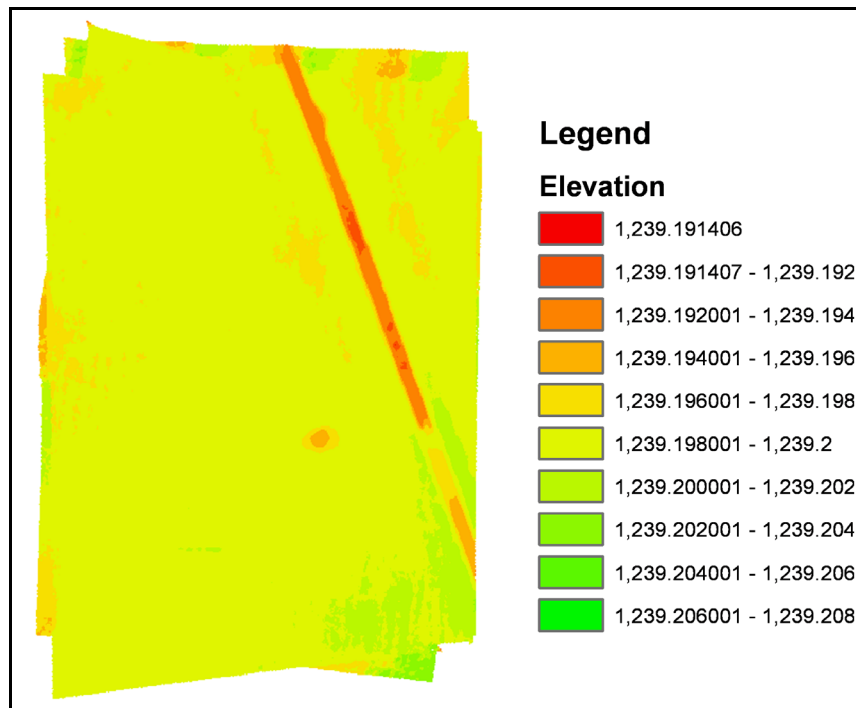 Legend
Elevation
1,239.191406
1,239.191407 - 1,239.192
1,239.192001 - 1,239.194
1,239.194001 - 1,239.196
1,239.196001 - 1,239.198
1,239.198001 - 1,239.2
1,239.200001 - 1,239.202
1,239.202001 - 1,239.204
1,239.204001 - 1,239.206
1,239.206001 - 1,239.208